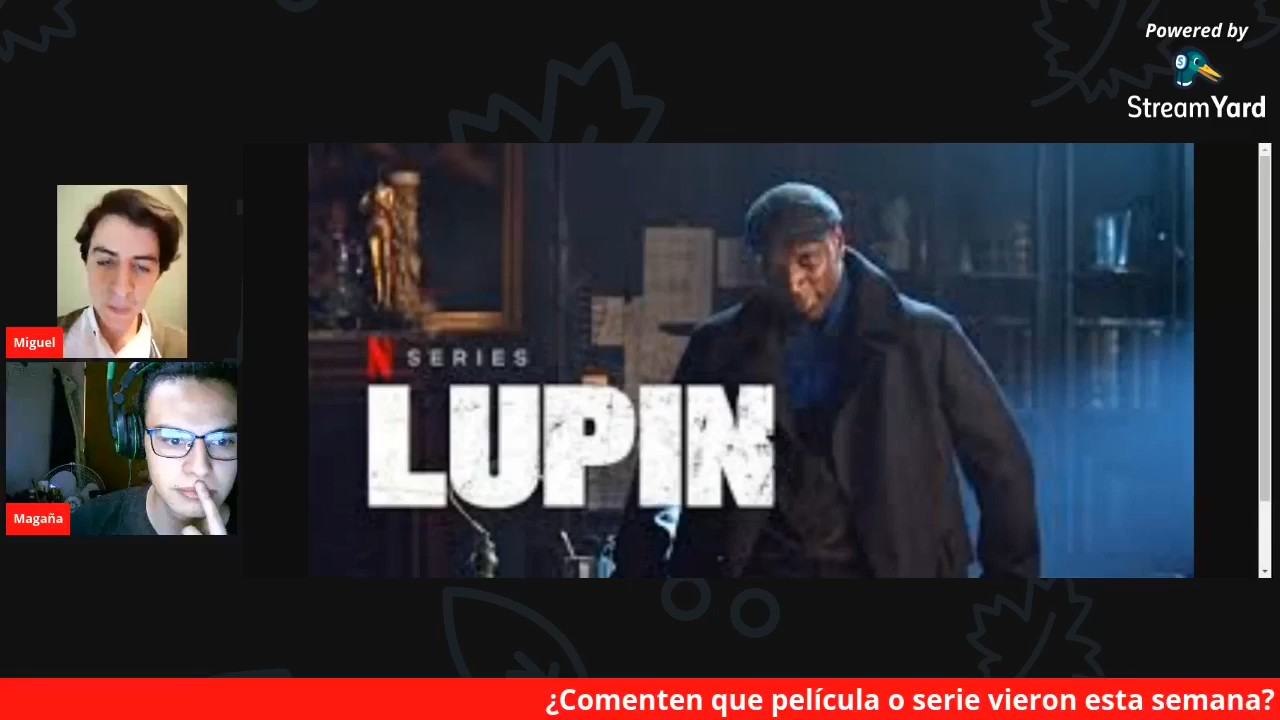 Powered by
StreamYard
Miguel
Magaña
N SERIES
LUPIN
¿Comenten que película o serie vieron esta semana?